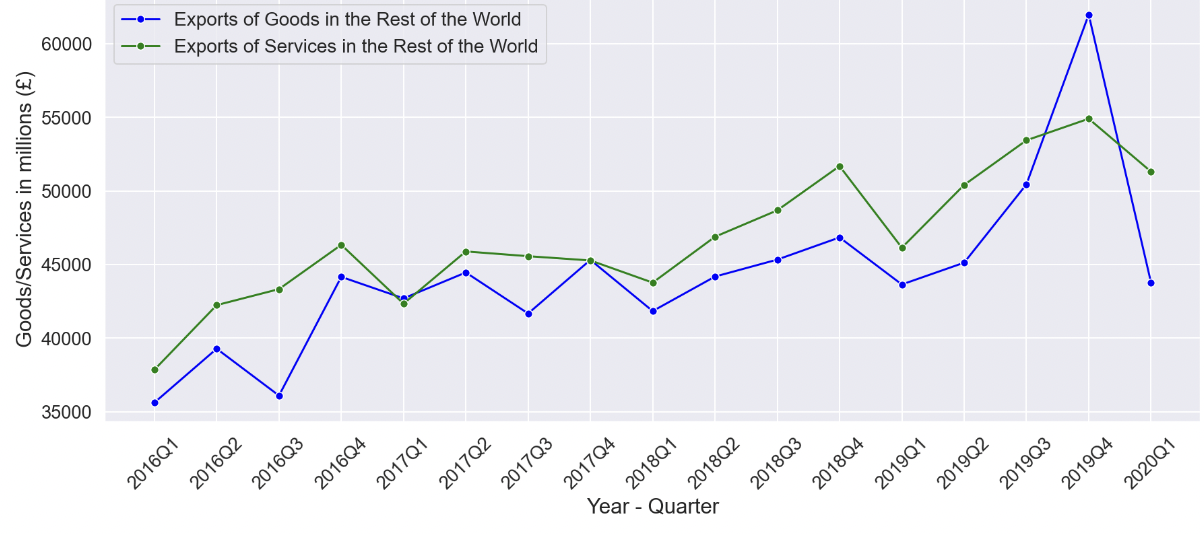 Exports of Goods in the Rest of the World
Exports of Services in the Rest of the World
Goods/Services in millions (£)
60000
55000
50000
45000
40000
35000
2016Q1
2016Q2
2016Q3
2016Q4
2017Q1
2017Q2
2017Q3
2017Q4
2018Q1
2018Q2
2018Q3
2018Q4
2019Q1
2019Q2
2019Q3
2019Q4
2020Q1
Year - Quarter